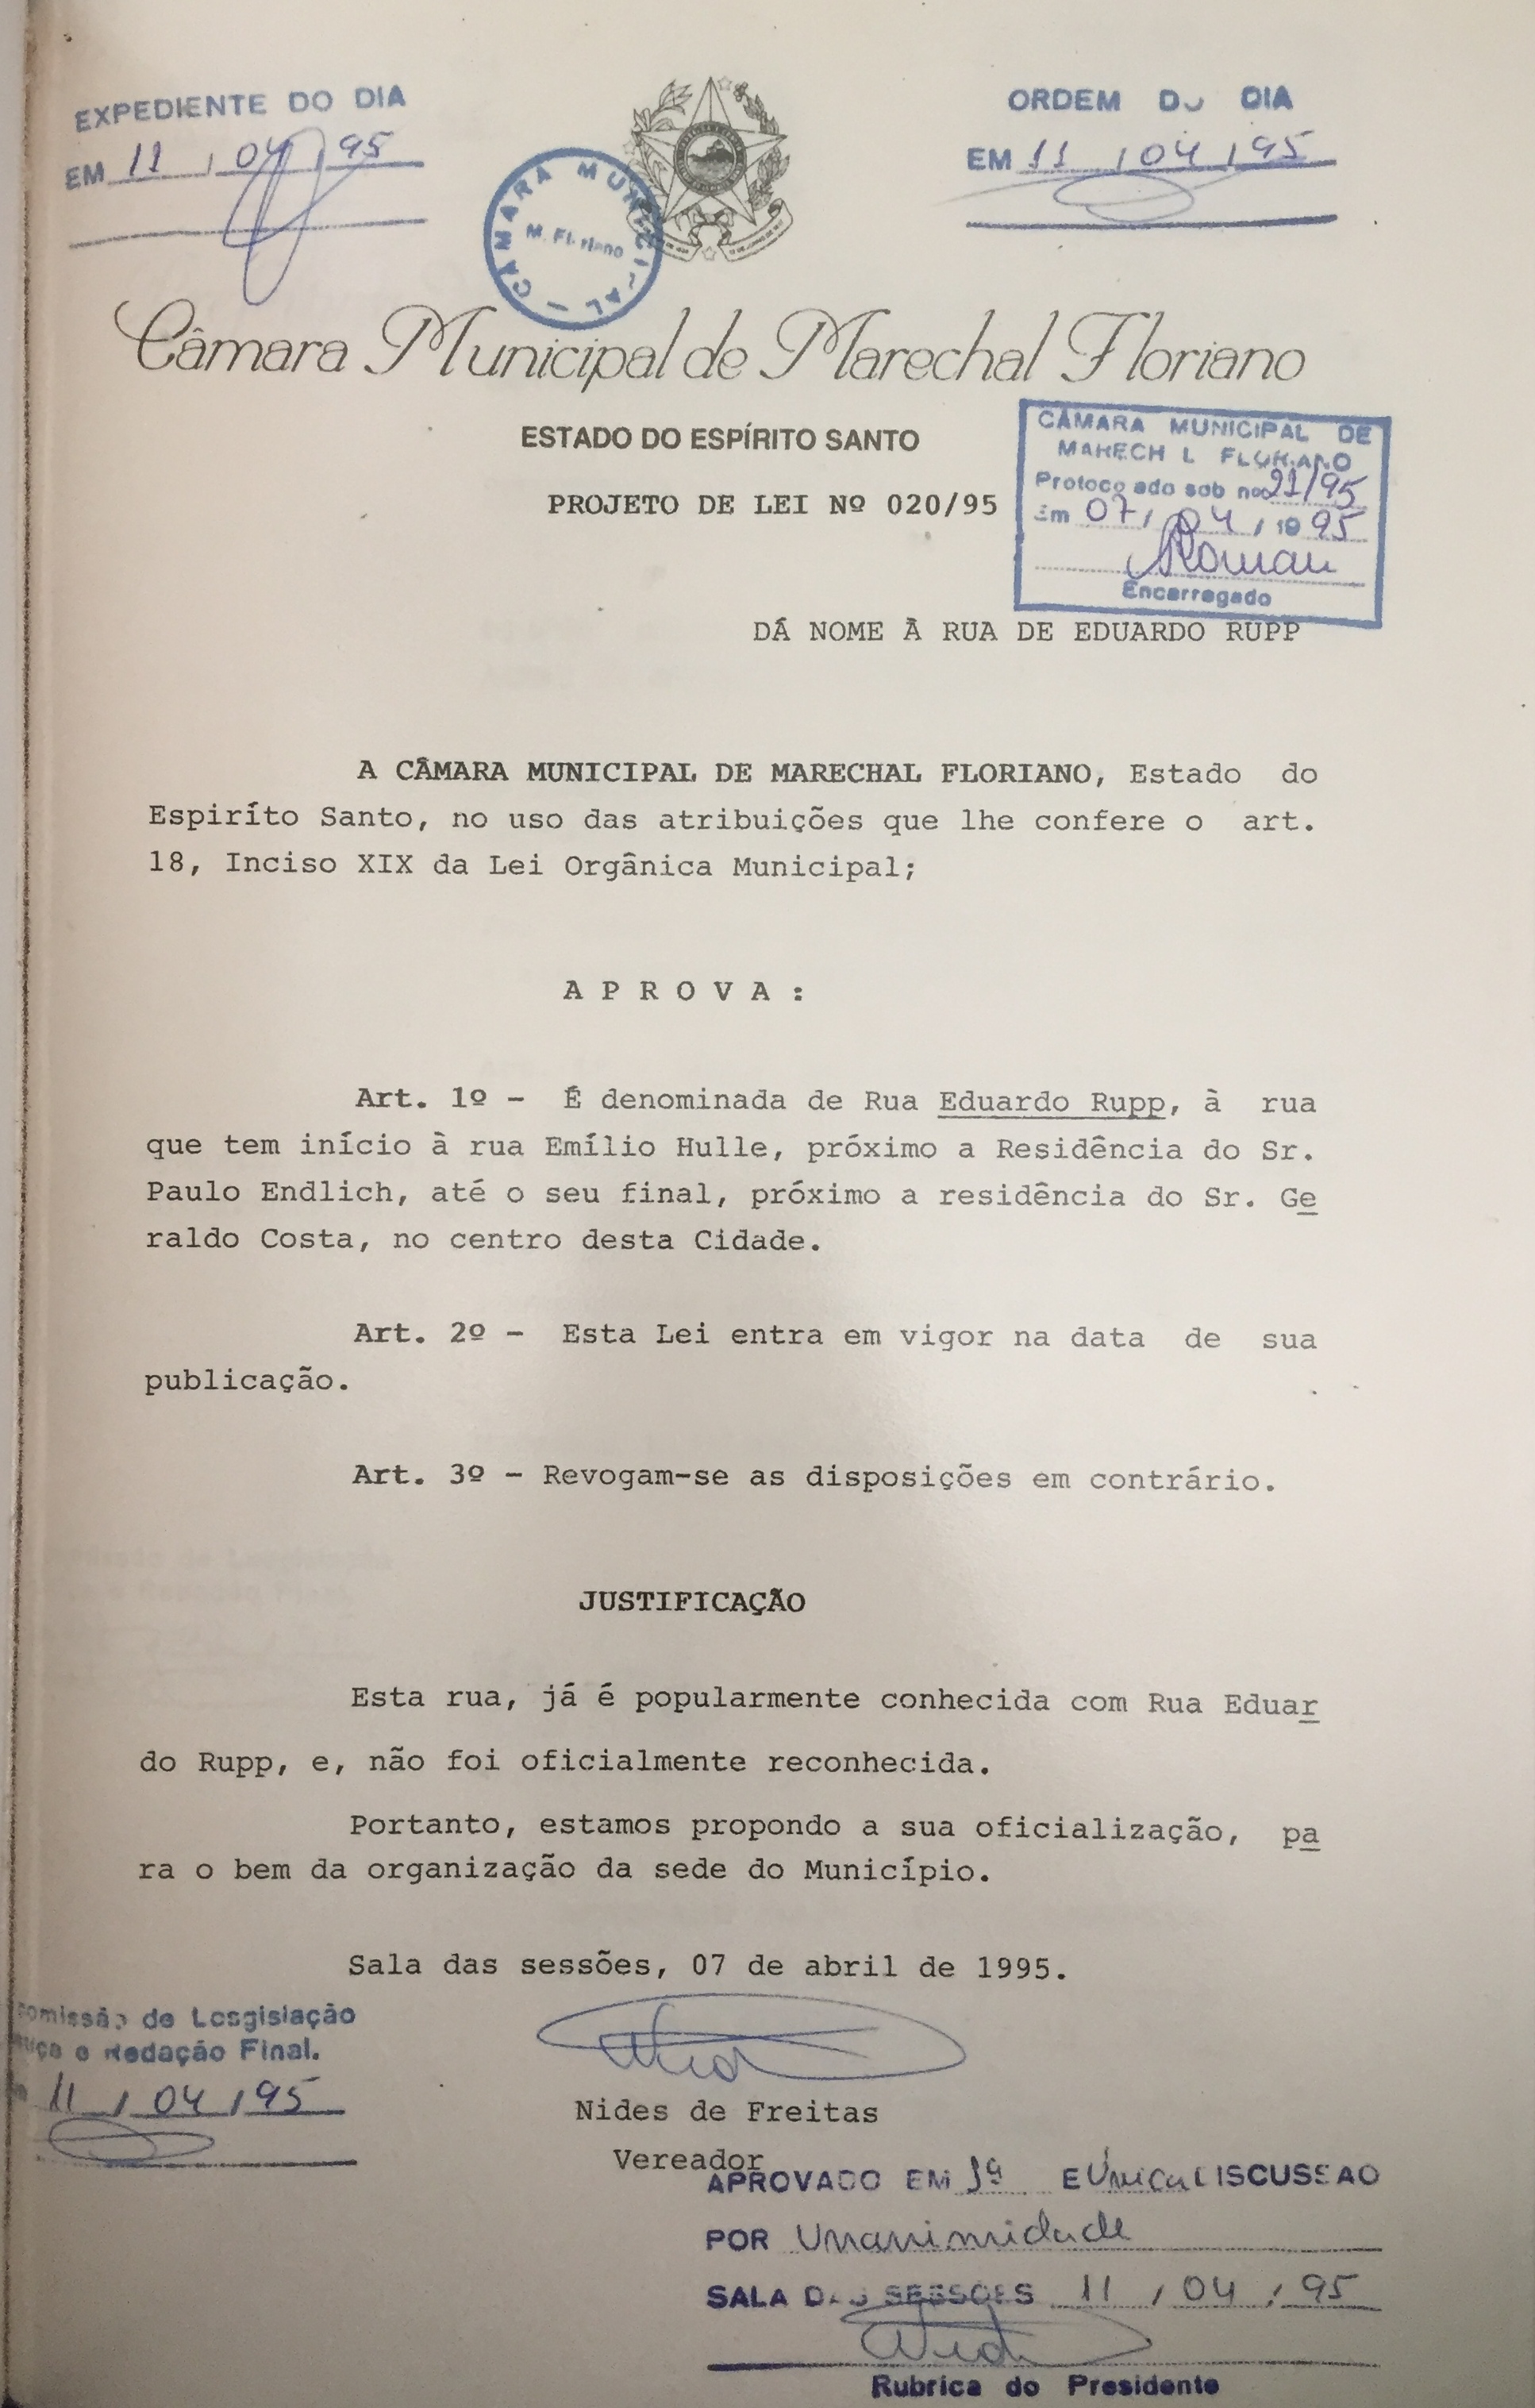 EXPEDIENTE DO DIA
EM 11 / 04 / 95
ORDEM DO DIA
EM 11 / 04 / 95
CÂMARA MUNICIPAL
M. Floriano
Câmara Municipal de Marechal Floriano
ESTADO DO ESPÍRITO SANTO
CÂMARA MUNICIPAL DE
MARECH L FLORIANO
Protoco ado sob no 21/95
Em 07 / 04 / 1995
Encarregado
PROJETO DE LEI Nº 020/95
DÁ NOME À RUA DE EDUARDO RUPP
A CÂMARA MUNICIPAL DE MARECHAL FLORIANO, Estado do
Espiríto Santo, no uso das atribuições que lhe confere o art.
18, Inciso XIX da Lei Orgânica Municipal;
A P R O V A :
Art. 1º - É denominada de Rua Eduardo Rupp, à rua
que tem início à rua Emílio Hulle, próximo a Residência do Sr.
Paulo Endlich, até o seu final, próximo a residência do Sr. Ge
raldo Costa, no centro desta Cidade.
Art. 2º - Esta Lei entra em vigor na data de sua
publicação.
Art. 3º - Revogam-se as disposições em contrário.
JUSTIFICAÇÃO
Esta rua, já é popularmente conhecida com Rua Eduar
do Rupp, e, não foi oficialmente reconhecida.
Portanto, estamos propondo a sua oficialização, pa
ra o bem da organização da sede do Município.
Sala das sessões, 07 de abril de 1995.
omissão de Lesgislação
iça e Redação Final.
11 / 04 / 95
Nides de Freitas
Vereador
APROVADO EM 1ª E Única DISCUSSAO
POR Unanimidade
SALA DAS SESSOES 11 / 04 / 95
Rubrica do Presidente